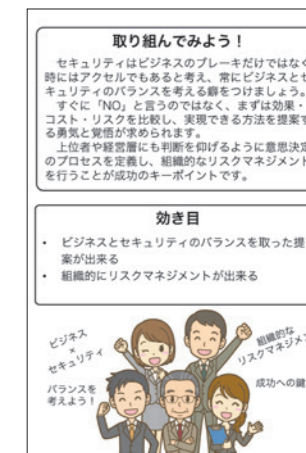 取り組んでみよう！
セキュリティはビジネスのブレーキだけではなく
時にはアクセルでもあると考え、常にビジネスとセ
キュリティのバランスを考える癖をつけましょう。
すぐに「NO」と言うのではなく、まずは効果・
コスト・リスクを比較し、実現できる方法を提案す
る勇気と覚悟が求められます。
上位者や経営層にも判断を仰げるように意思決定
のプロセスを定義し、組織的なリスクマネジメント
を行うことが成功のキーポイントです。
効き目
・ ビジネスとセキュリティのバランスを取った提
案が出来る
・ 組織的にリスクマネジメントが出来る
ビジネス
×
セキュリティ
バランスを
考えよう！
組織的な
リスクマネジメン
成功への鍵